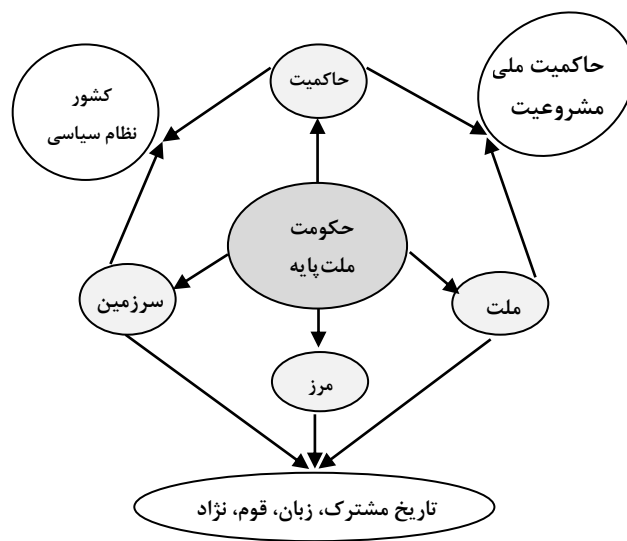 حاکمیت
حاکمیت ملی
مشروعیت
کشور
نظام سیاسی
حکومت
ملت‌پایه
سرزمین
ملت
مرز
تاریخ مشترک، زبان، قوم، نژاد